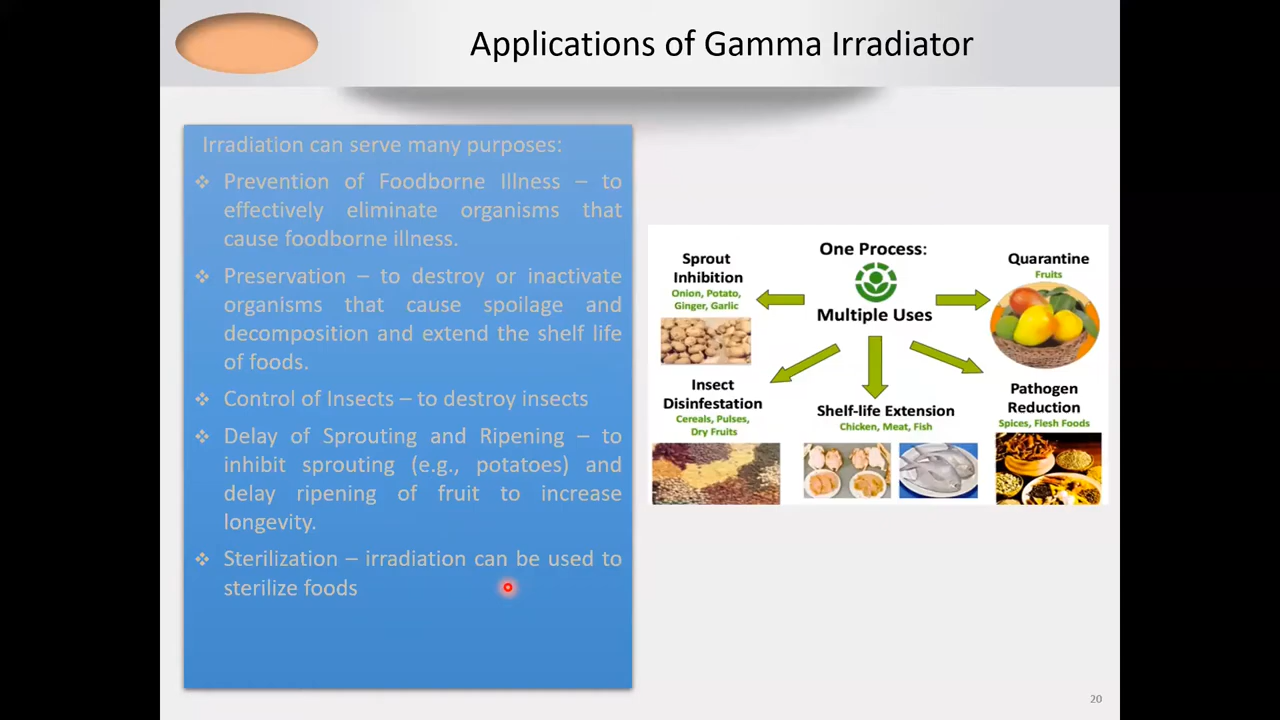 Applications of Gamma Irradiator
Irradiation can serve many purposes:
❖ Prevention of Foodborne Illness – to
effectively eliminate organisms that
cause foodborne illness.
❖ Preservation – to destroy or inactivate
organisms that cause spoilage and
decomposition and extend the shelf life
of foods.
❖ Control of Insects – to destroy insects
❖ Delay of Sprouting and Ripening – to
inhibit sprouting (e.g., potatoes) and
delay ripening of fruit to increase
longevity.
❖ Sterilization – irradiation can be used to
sterilize foods
One Process:
Multiple Uses
Sprout
Inhibition
Onion, Potato,
Ginger, Garlic
Quarantine
Fruits
Insect
Disinfestation
Cereals, Pulses,
Dry Fruits
Shelf-life Extension
Chicken, Meat, Fish
Pathogen
Reduction
Spices, Flesh Foods
20